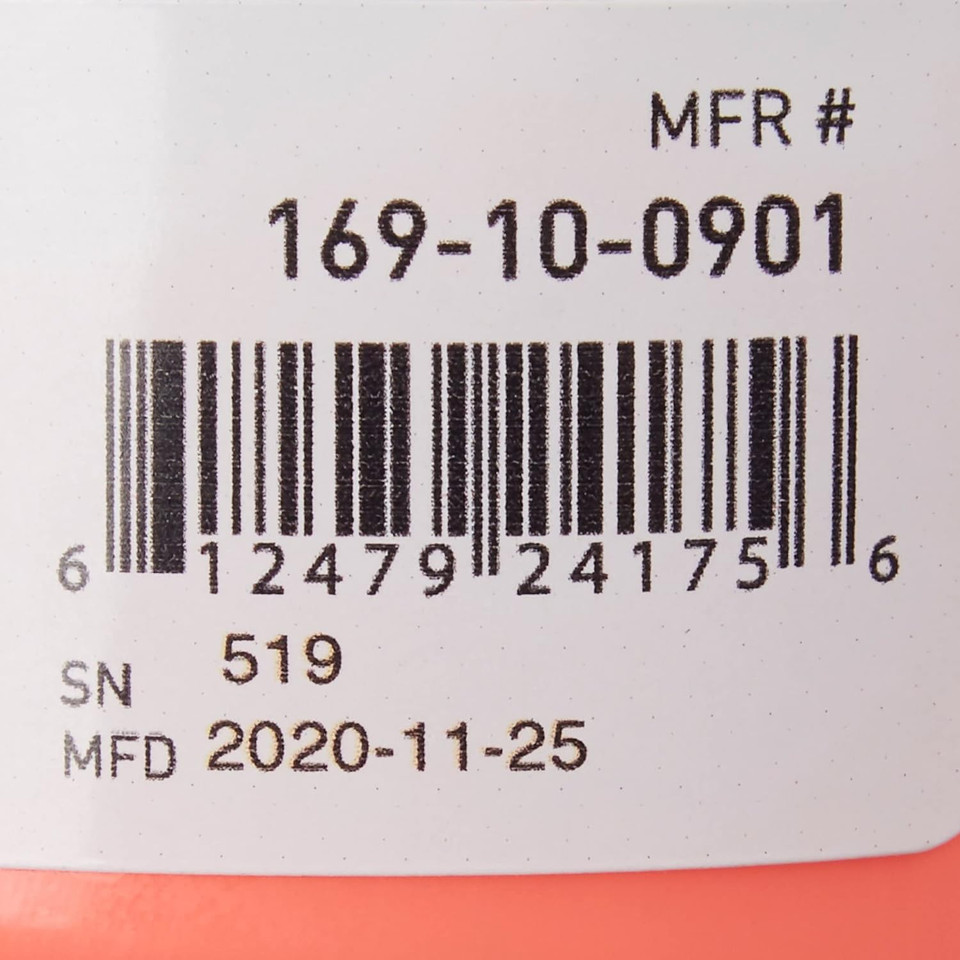 MFR #
169-10-0901
6 12479 24175 6
SN 519
MFD 2020-11-25